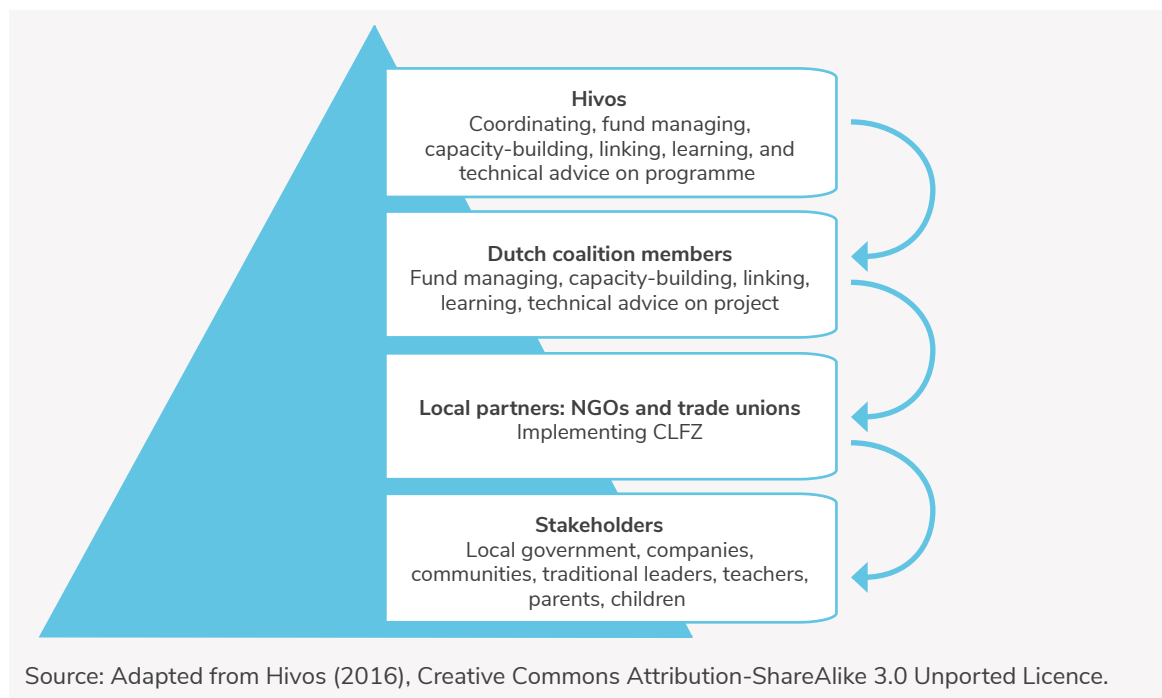 Hivos
Coordinating, fund managing,
capacity-building, linking, learning, and
technical advice on programme
Dutch coalition members
Fund managing, capacity-building, linking,
learning, technical advice on project
Local partners: NGOs and trade unions
Implementing CLFZ
Stakeholders
Local government, companies,
communities, traditional leaders, teachers,
parents, children
Source: Adapted from Hivos (2016), Creative Commons Attribution-ShareAlike 3.0 Unported Licence.